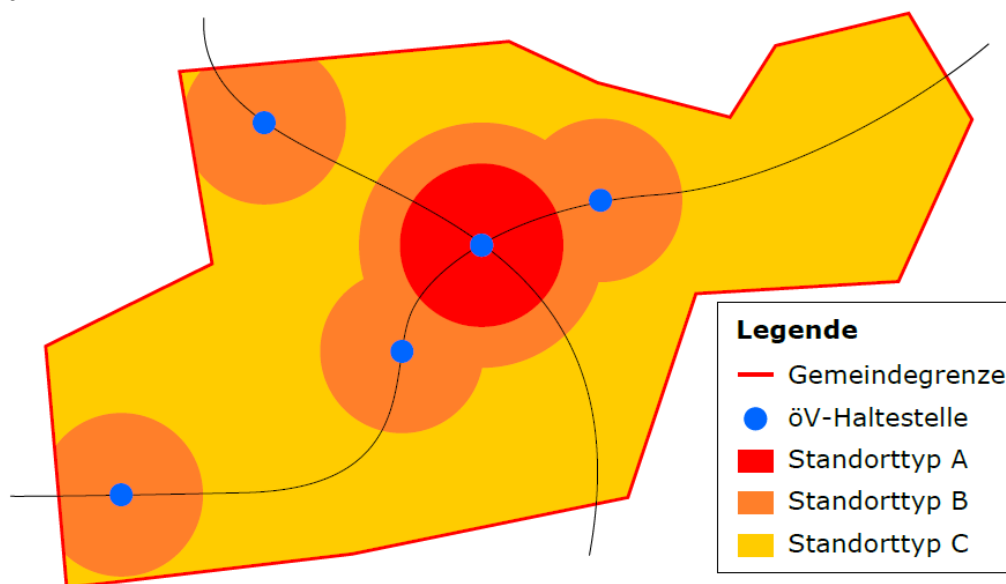 Legende
Gemeindegrenze
öV-Haltestelle
Standorttyp A
Standorttyp B
Standorttyp C